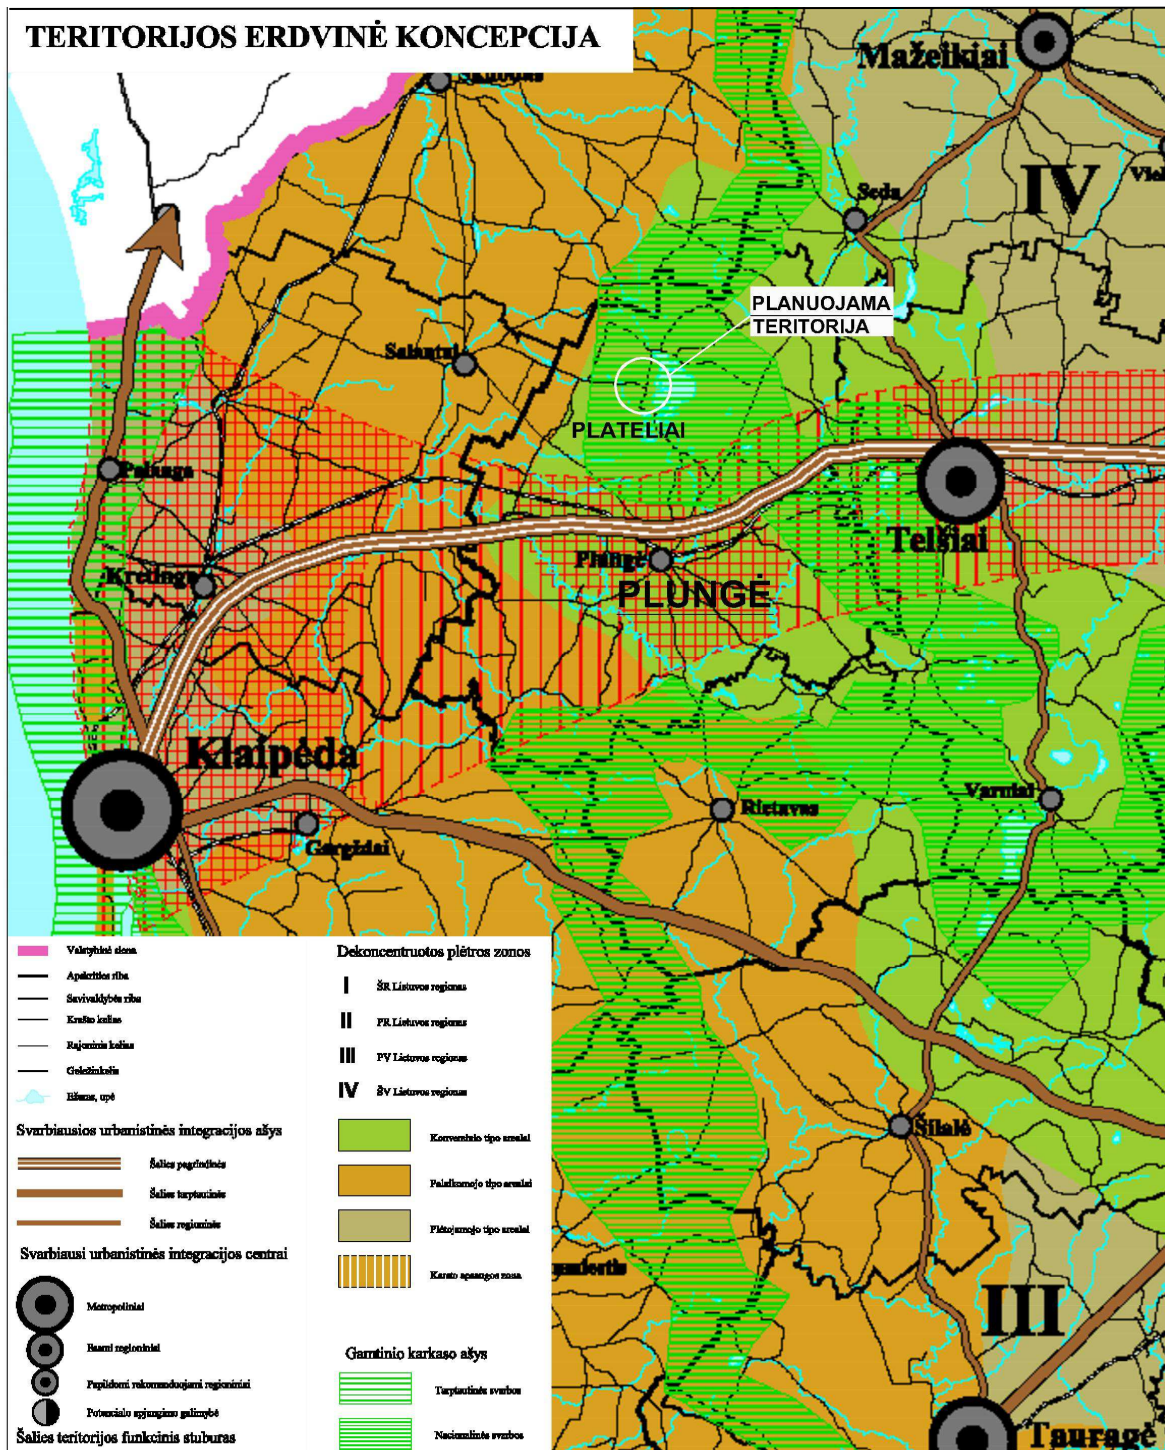 TERITORIJOS ERDVINĖ KONCEPCIJA
Mažeikiai
IV
Seda
PLANUOJAMA
TERITORIJA
Salantai
PLATELIAI
Palanga
Telšiai
Kretinga
Plungė
PLUNGĖ
Klaipėda
Rietavas
Varniai
Gargždai
Šilalė
III
Tauragė
Valstybinė siena
Apskrities riba
Savivaldybės riba
Krašto kelias
Rajoninis kelias
Geležinkelis
Ežeras, upė
Svarbiausios urbanistinės integracijos ašys
Šalies pagrindinės
Šalies tarptautinės
Šalies regioninės
Svarbiausi urbanistinės integracijos centrai
Metropoliniai
Esami regioniniai
Papildomi rekomenduojami regioniniai
Potencialo apjungimo galimybė
Šalies teritorijos funkcinis stuburas
Dekoncentruotos plėtros zonos
I ŠR Lietuvos regionas
II PR Lietuvos regionas
III PV Lietuvos regionas
IV ŠV Lietuvos regionas
Konversinio tipo arealai
Palaikomojo tipo arealai
Plėtojamojo tipo arealai
Karsto apsaugos zona
Gamtinio karkaso ašys
Tarptautinės svarbos
Nacionalinės svarbos